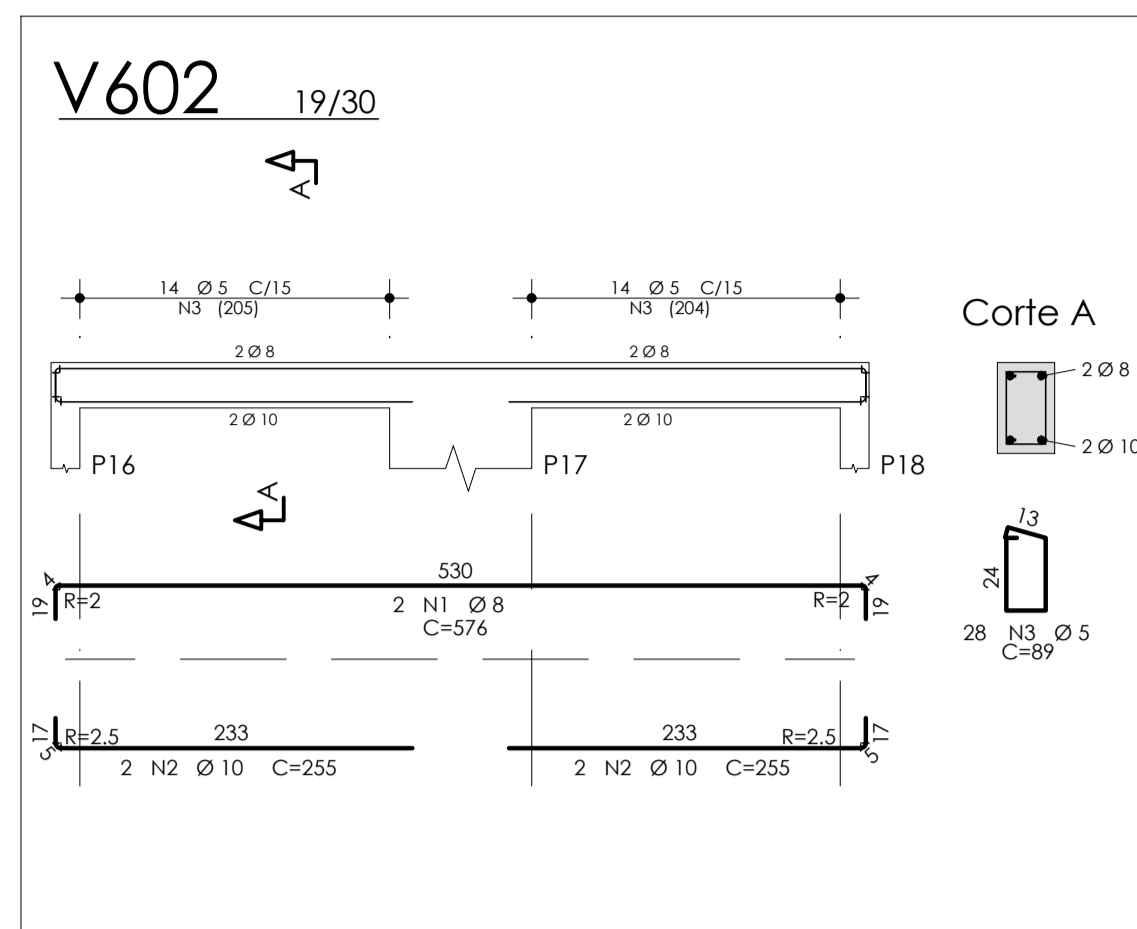 V602 19/30
A
14 Ø 5 C/15
N3 (205)
14 Ø 5 C/15
N3 (204)
Corte A
2 Ø 8
2 Ø 8
2 Ø 8
2 Ø 10
2 Ø 10
2 Ø 10
P16
P17
P18
A
13
24
28 N3 Ø 5
C=89
530
4
19
R=2
2 N1 Ø 8
C=576
R=2
4
19
17
5
R=2.5
233
2 N2 Ø 10 C=255
233
R=2.5
17
5
2 N2 Ø 10 C=255